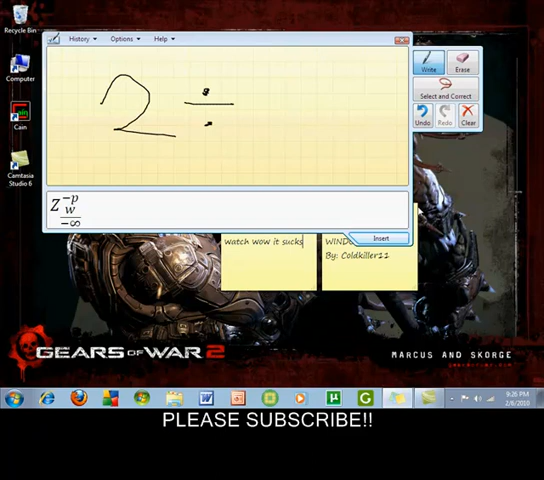 Recycle Bin
Computer
Cain
Camtasia
Studio 6
History Options Help
Write Erase
Select and Correct
Undo Redo Clear
2 ÷
Insert
watch wow it sucks
By: Coldkiller11
GEARS OF WAR 2
MARCUS AND SKORGE
9:26 PM
2/6/2010
PLEASE SUBSCRIBE!!